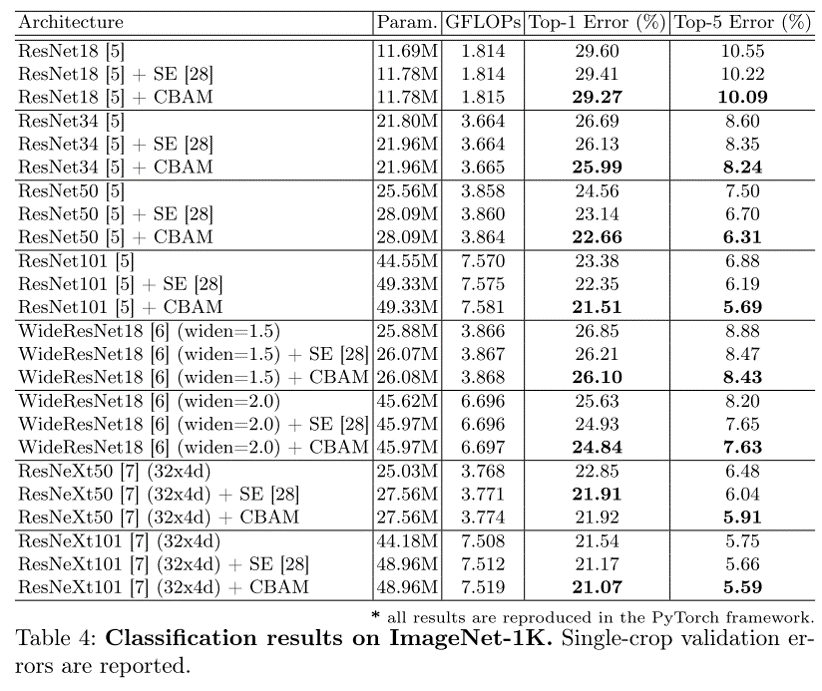 Architecture Param. GFLOPs Top-1 Error (%) Top-5 Error (%)
ResNet18 [5] 11.69M 1.814 29.60 10.55
ResNet18 [5] + SE [28] 11.78M 1.814 29.41 10.22
ResNet18 [5] + CBAM 11.78M 1.815 29.27 10.09
ResNet34 [5] 21.80M 3.664 26.69 8.60
ResNet34 [5] + SE [28] 21.96M 3.664 26.13 8.35
ResNet34 [5] + CBAM 21.96M 3.665 25.99 8.24
ResNet50 [5] 25.56M 3.858 24.56 7.50
ResNet50 [5] + SE [28] 28.09M 3.860 23.14 6.70
ResNet50 [5] + CBAM 28.09M 3.864 22.66 6.31
ResNet101 [5] 44.55M 7.570 23.38 6.88
ResNet101 [5] + SE [28] 49.33M 7.575 22.35 6.19
ResNet101 [5] + CBAM 49.33M 7.581 21.51 5.69
WideResNet18 [6] (widen=1.5) 25.88M 3.866 26.85 8.88
WideResNet18 [6] (widen=1.5) + SE [28] 26.07M 3.867 26.21 8.47
WideResNet18 [6] (widen=1.5) + CBAM 26.08M 3.868 26.10 8.43
WideResNet18 [6] (widen=2.0) 45.62M 6.696 25.63 8.20
WideResNet18 [6] (widen=2.0) + SE [28] 45.97M 6.696 24.93 7.65
WideResNet18 [6] (widen=2.0) + CBAM 45.97M 6.697 24.84 7.63
ResNeXt50 [7] (32x4d) 25.03M 3.768 22.85 6.48
ResNeXt50 [7] (32x4d) + SE [28] 27.56M 3.771 21.91 6.04
ResNeXt50 [7] (32x4d) + CBAM 27.56M 3.774 21.92 5.91
ResNeXt101 [7] (32x4d) 44.18M 7.508 21.54 5.75
ResNeXt101 [7] (32x4d) + SE [28] 48.96M 7.512 21.17 5.66
ResNeXt101 [7] (32x4d) + CBAM 48.96M 7.519 21.07 5.59
* all results are reproduced in the PyTorch framework.
Table 4: Classification results on ImageNet-1K. Single-crop validation er-
rors are reported.